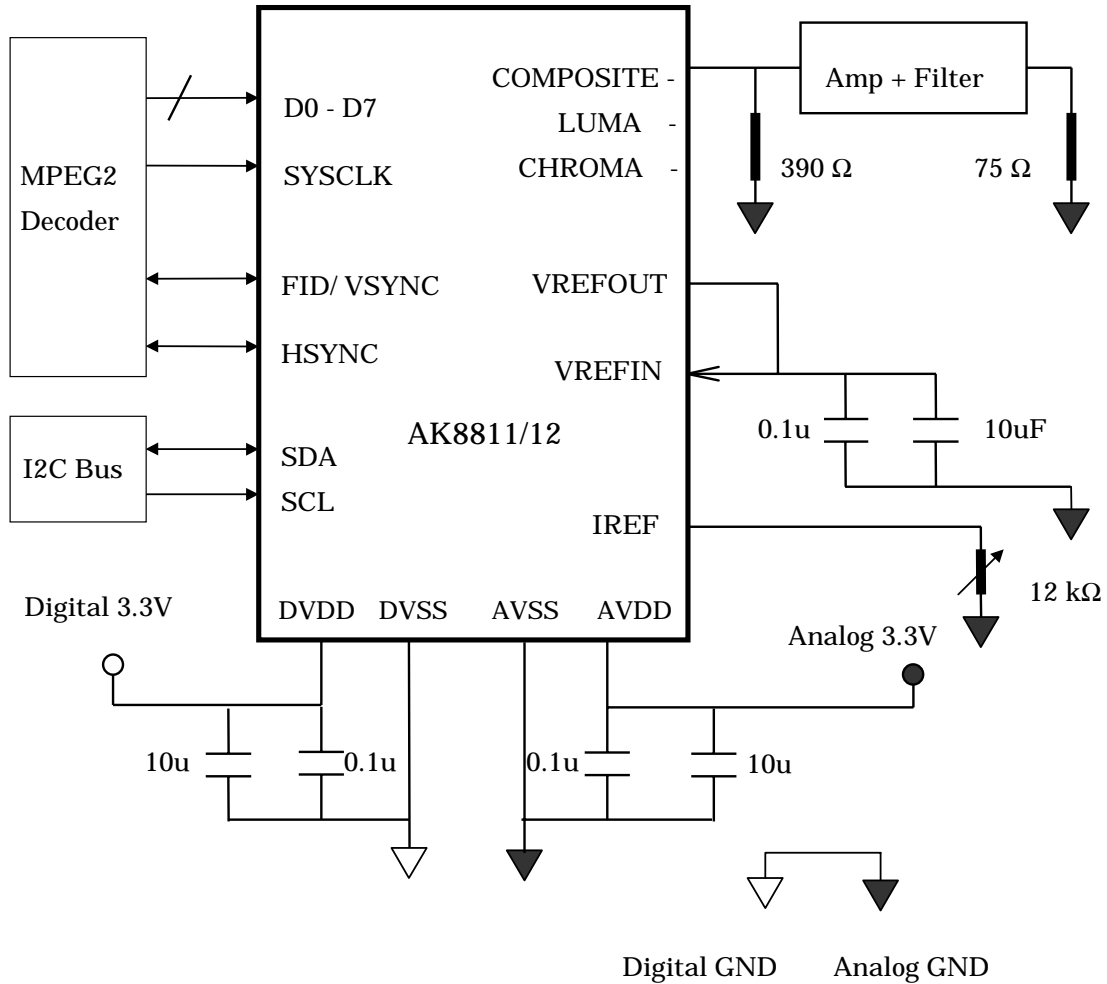 MPEG2
Decoder
I2C Bus
D0 - D7
SYSCLK
FID/ VSYNC
HSYNC
SDA
SCL
COMPOSITE -
LUMA -
CHROMA -
VREFOUT
VREFIN
IREF
AK8811/12
DVDD DVSS AVSS AVDD
Amp + Filter
390 Ω
75 Ω
0.1u
10uF
12 kΩ
Digital 3.3V
Analog 3.3V
10u
0.1u
0.1u
10u
Digital GND
Analog GND